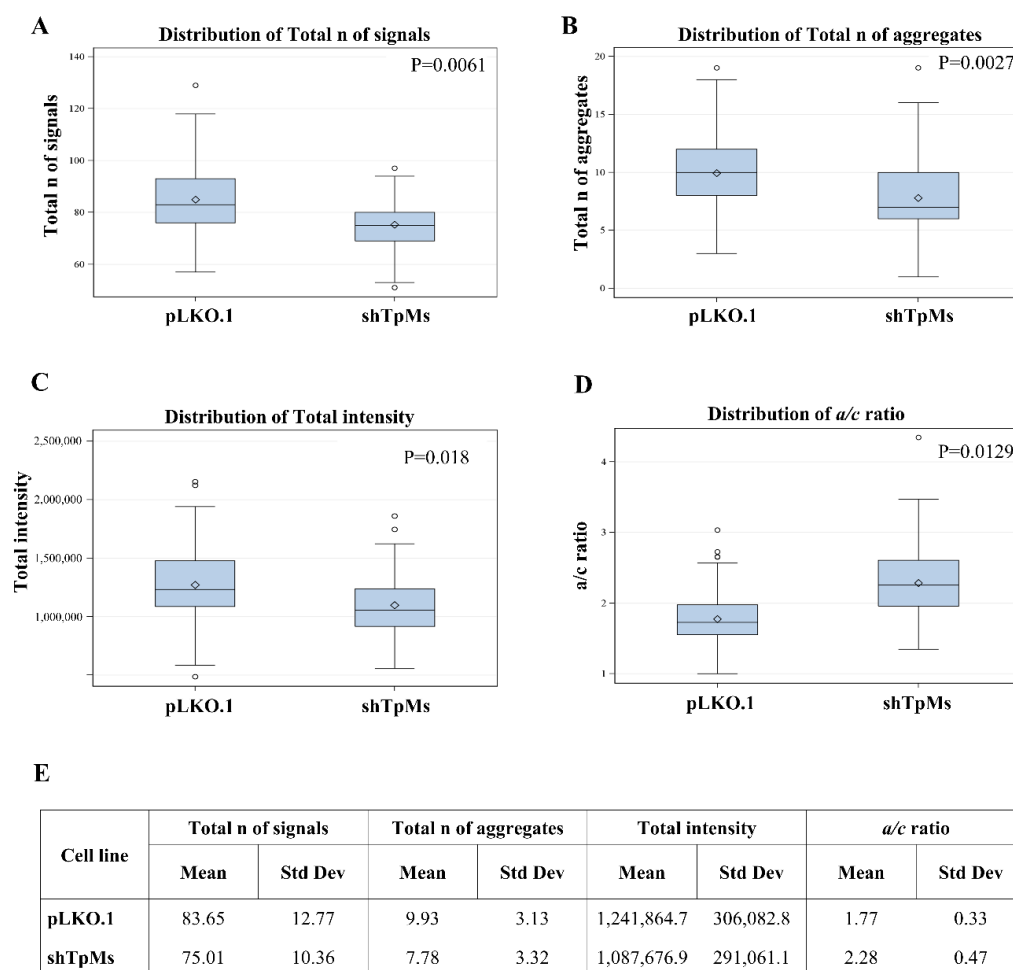 A
Distribution of Total n of signals
P=0.0061
Total n of signals
140
120
100
80
60
pLKO.1 shTpMs
B
Distribution of Total n of aggregates
P=0.0027
Total n of aggregates
20
15
10
5
0
pLKO.1 shTpMs
C
Distribution of Total intensity
P=0.018
Total intensity
2,500,000
2,000,000
1,500,000
1,000,000
pLKO.1 shTpMs
D
Distribution of a/c ratio
P=0.0129
a/c ratio
4
3
2
1
pLKO.1 shTpMs
E
Cell line Total n of signals Total n of aggregates Total intensity a/c ratio
Mean Std Dev Mean Std Dev Mean Std Dev Mean Std Dev
pLKO.1 83.65 12.77 9.93 3.13 1,241,864.7 306,082.8 1.77 0.33
shTpMs 75.01 10.36 7.78 3.32 1,087,676.9 291,061.1 2.28 0.47